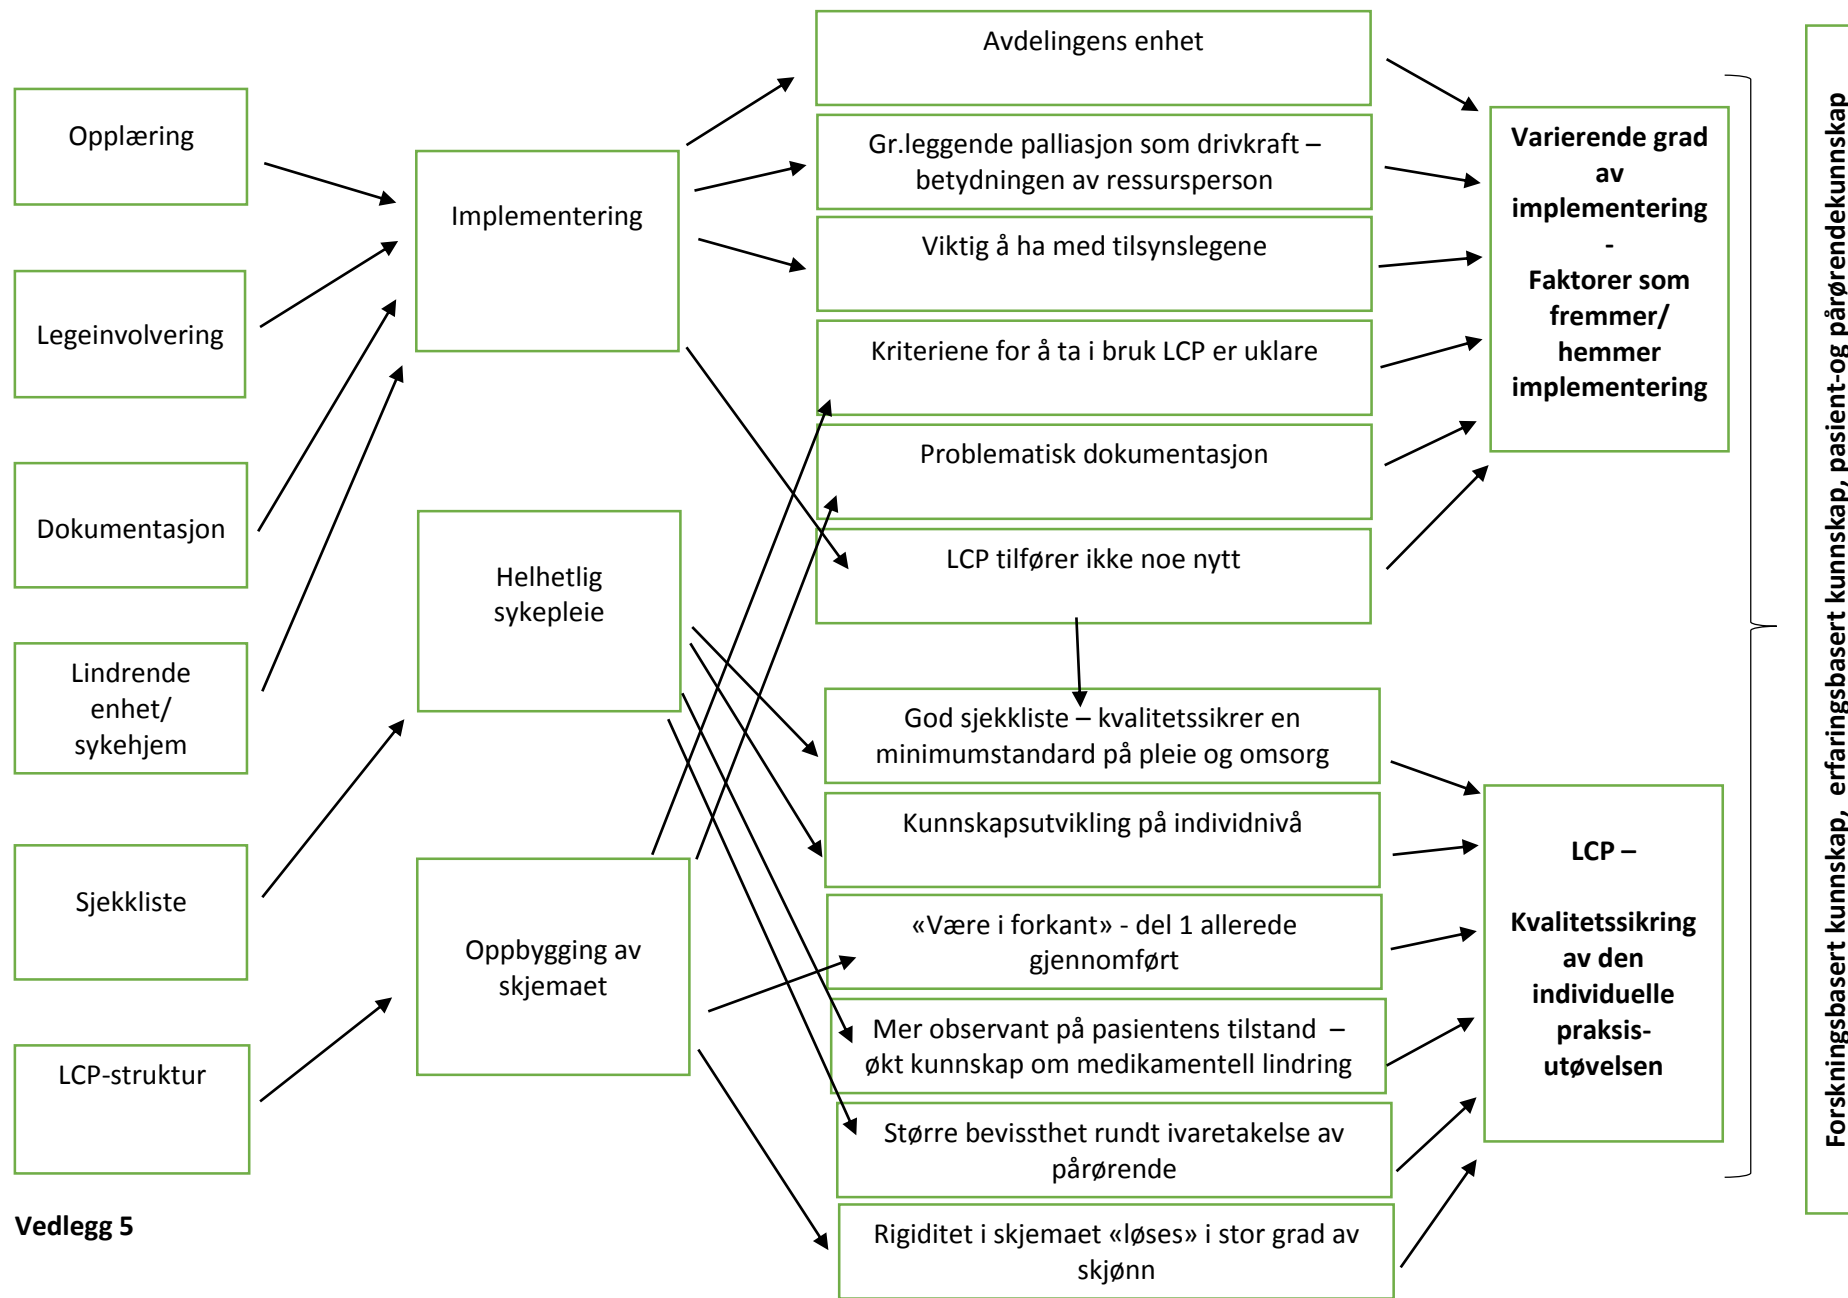 Opplæring
Legeinvolvering
Dokumentasjon
Lindrende
enhet/
sykehjem
Sjekkliste
LCP-struktur
Vedlegg 5
Implementering
Helhetlig
sykepleie
Oppbygging av
skjemaet
Avdelingens enhet
Gr.leggende palliasjon som drivkraft –
betydningen av ressursperson
Viktig å ha med tilsynslegene
Kriteriene for å ta i bruk LCP er uklare
Problematisk dokumentasjon
LCP tilfører ikke noe nytt
God sjekkliste – kvalitetssikrer en
minimumstandard på pleie og omsorg
Kunnskapsutvikling på individnivå
«Være i forkant» - del 1 allerede
gjennomført
Mer observant på pasientens tilstand –
økt kunnskap om medikamentell lindring
Større bevissthet rundt ivaretakelse av
pårørende
Rigiditet i skjemaet «løses» i stor grad av
skjønn
Varierende grad
av
implementering
-
Faktorer som
fremmer/
hemmer
implementering
LCP –
Kvalitetssikring
av den
individuelle
praksis-
utøvelsen
Forskningsbasert kunnskap, erfaringsbasert kunnskap, pasient-og pårørendekunnskap